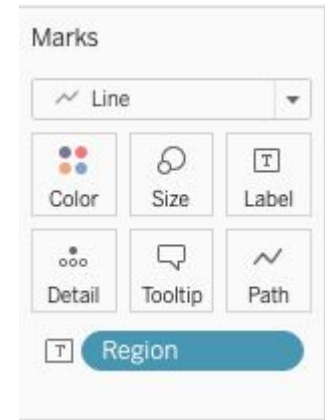 Marks
Line
Color Size Label
Detail Tooltip Path
T Region